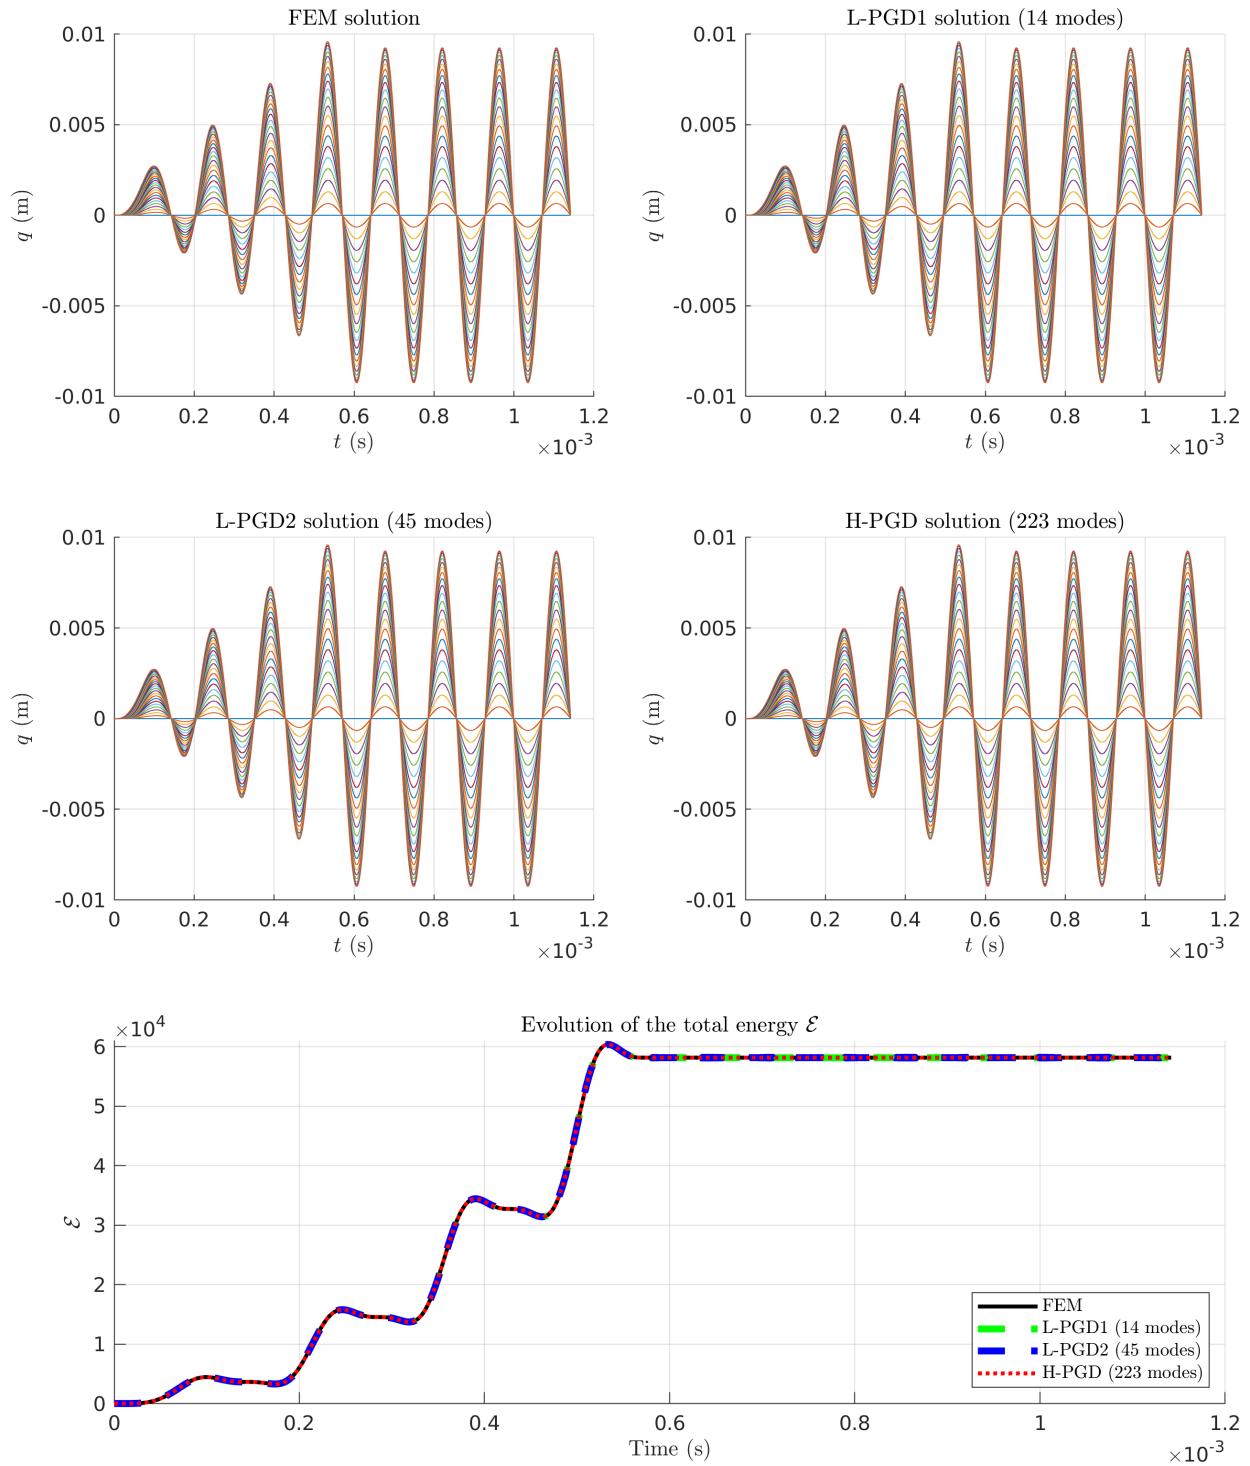 FEM solution
L-PGD1 solution (14 modes)
0.01
0.005
0
-0.005
-0.01
q (m)
0 0.2 0.4 0.6 0.8 1 1.2
t (s)
×10-3
0.01
0.005
0
-0.005
-0.01
q (m)
0 0.2 0.4 0.6 0.8 1 1.2
t (s)
×10-3
L-PGD2 solution (45 modes)
H-PGD solution (223 modes)
0.01
0.005
0
-0.005
-0.01
q (m)
0 0.2 0.4 0.6 0.8 1 1.2
t (s)
×10-3
0.01
0.005
0
-0.005
-0.01
q (m)
0 0.2 0.4 0.6 0.8 1 1.2
t (s)
×10-3
Evolution of the total energy ℰ
×104
6
5
4
3
2
1
0
ℰ
FEM
L-PGD1 (14 modes)
L-PGD2 (45 modes)
H-PGD (223 modes)
0 0.2 0.4 0.6 0.8 1 1.2
Time (s)
×10-3